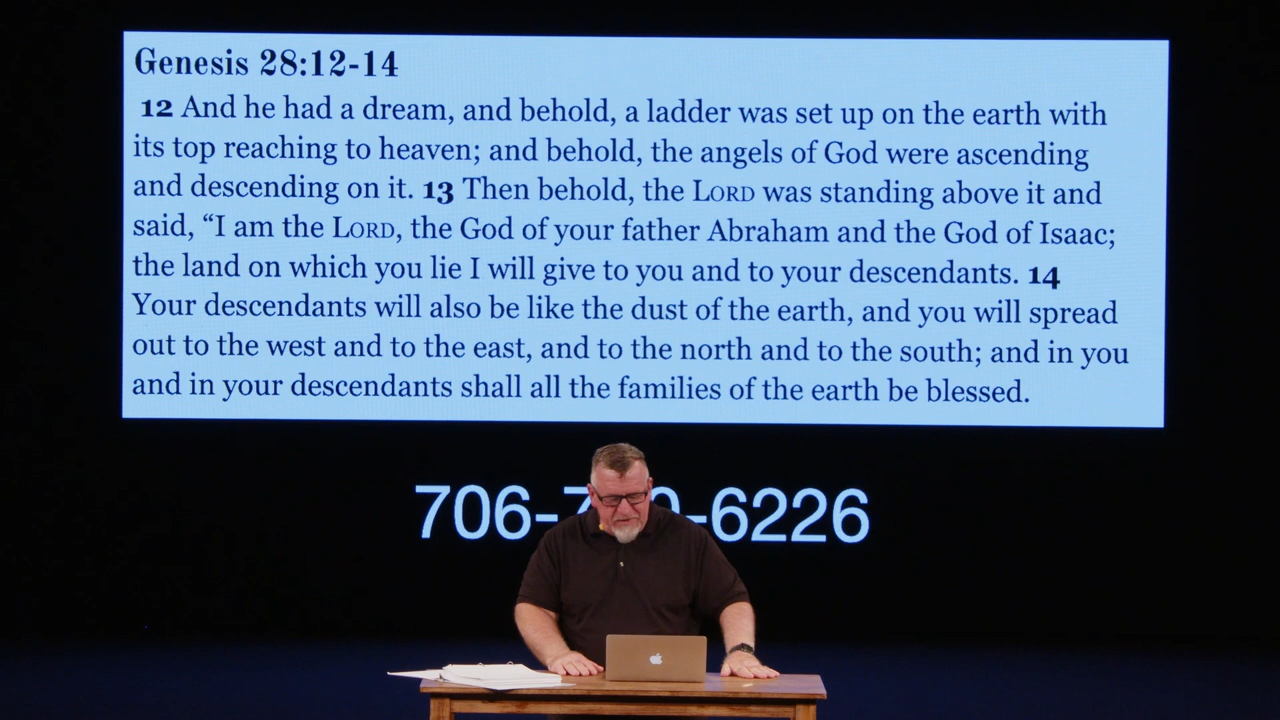 Genesis 28:12-14
12 And he had a dream, and behold, a ladder was set up on the earth with
its top reaching to heaven; and behold, the angels of God were ascending
and descending on it. 13 Then behold, the LORD was standing above it and
said, “I am the LORD, the God of your father Abraham and the God of Isaac;
the land on which you lie I will give to you and to your descendants. 14
Your descendants will also be like the dust of the earth, and you will spread
out to the west and to the east, and to the north and to the south; and in you
and in your descendants shall all the families of the earth be blessed.
706- -6226